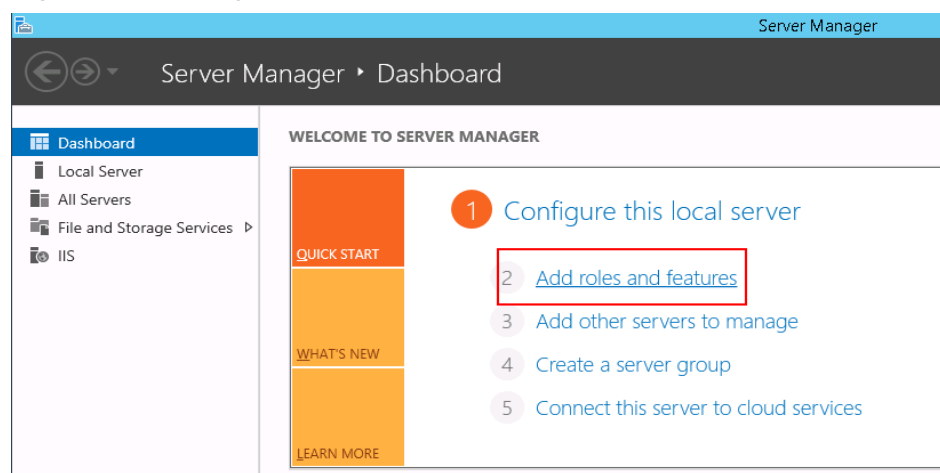 Server Manager
Server Manager ‣ Dashboard
Dashboard
Local Server
All Servers
File and Storage Services
IIS
WELCOME TO SERVER MANAGER
QUICK START
WHAT'S NEW
LEARN MORE
1 Configure this local server
2 Add roles and features
3 Add other servers to manage
4 Create a server group
5 Connect this server to cloud services